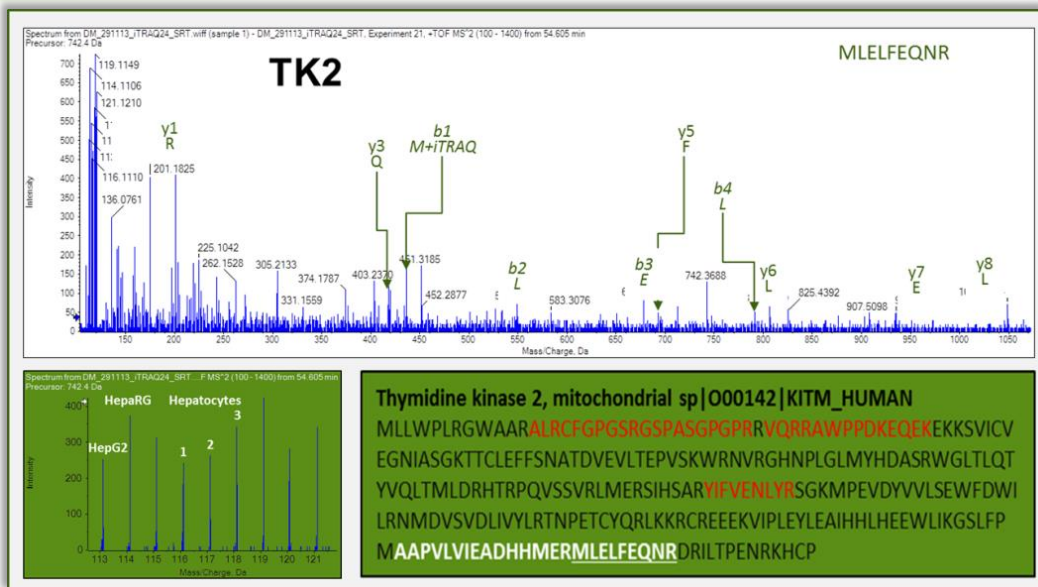 Spectrum from DM_291113_iTRAQ24_SRT.wiff (sample 1) - DM_291113_iTRAQ24_SRT, Experiment 21, +TOF MS^2 (100 - 1400) from 54.605 min
Precursor: 742.4 Da
MLELFEQNR
TK2
700
650
600
550
500
450
400
350
300
250
200
150
100
50
0
Intensity
119.1149
114.1106
121.1210
116.1110
136.0761
y1
R
201.1825
225.1042
262.1528
305.2133
331.1559
374.1787
y3
Q
403.2370
b1
M+iTRAQ
451.3185
452.2877
b2
L
583.3076
b3
E
y5
F
742.3688
b4
L
y6
L
825.4392
907.5098
y7
E
y8
L
150 200 250 300 350 400 450 500 550 600 650 700 750 800 850 900 950 1000 1050
Mass/Charge, Da
Spectrum from DM_291113_iTRAQ24_SRT....F MS^2 (100 - 1400) from 54.605 min
Precursor: 742.4 Da
400
300
200
100
0
Intensity
HepaRG Hepatocytes
3
HepG2
1 2
113 114 115 116 117 118 119 120 121
Mass/Charge, Da
Thymidine kinase 2, mitochondrial sp|O00142|KITM_HUMAN
MLLWPLRGWAARALRCFGPGSRGSPASGPGPRRVQRRAWPPDKEQEKEKKSVICV
EGNIASGKTTCLEFFSNATDVEVLTEPVSKWRNVRGHNPLGLMYHDASRWGLTLQT
YVQLTMLDRHTRPQVSSVRLMERSIHSARYIFVENLYRSGKMPEVDYVVLSEWFDWI
LRNMDVSVDLIVYLRTNPETCYQRLKKRCREEEKVIPLEYLEAIHHLHEEWLIKGSLFP
MAAPVLVIEADHHMERMLELFEQNRDRILTPENRKHCP